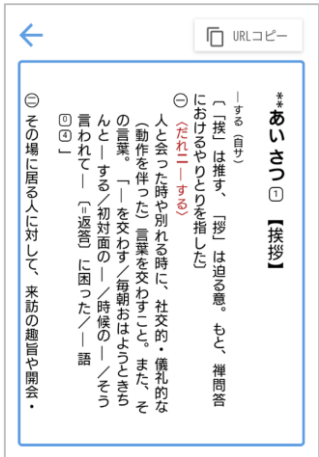 URLコピー
**あい さつ① 【挨拶】
―する（自サ）
〔「挨」は推す、「拶」は迫る意。もと、禅問答
におけるやりとりを指した〕
㊀〈だれニ―する〉
人と会った時や別れる時に、社交的・儀礼的な
（動作を伴った）言葉を交わすこと。また、そ
の言葉。「―を交わす／毎朝おはようときち
んと―する／初対面の―／時候の―／そう
言われて―〔＝返答〕に困った／―語
⓪④」
㊁ その場に居る人に対して、来訪の趣旨や開会・